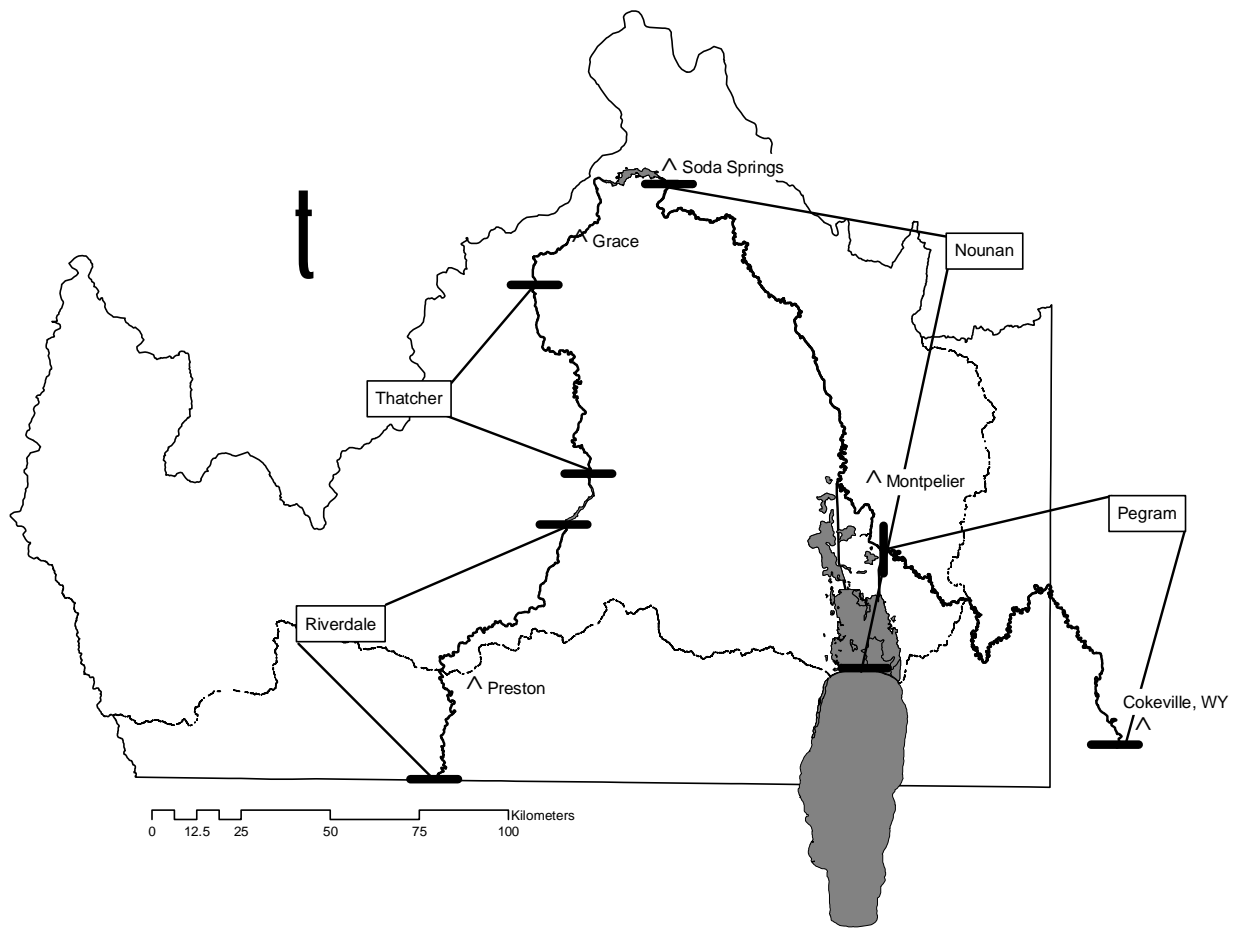 Soda Springs
t
Grace
Nounan
Thatcher
Montpelier
Pegram
Riverdale
Preston
Cokeville, WY
Kilometers
0 12.5 25 50 75 100